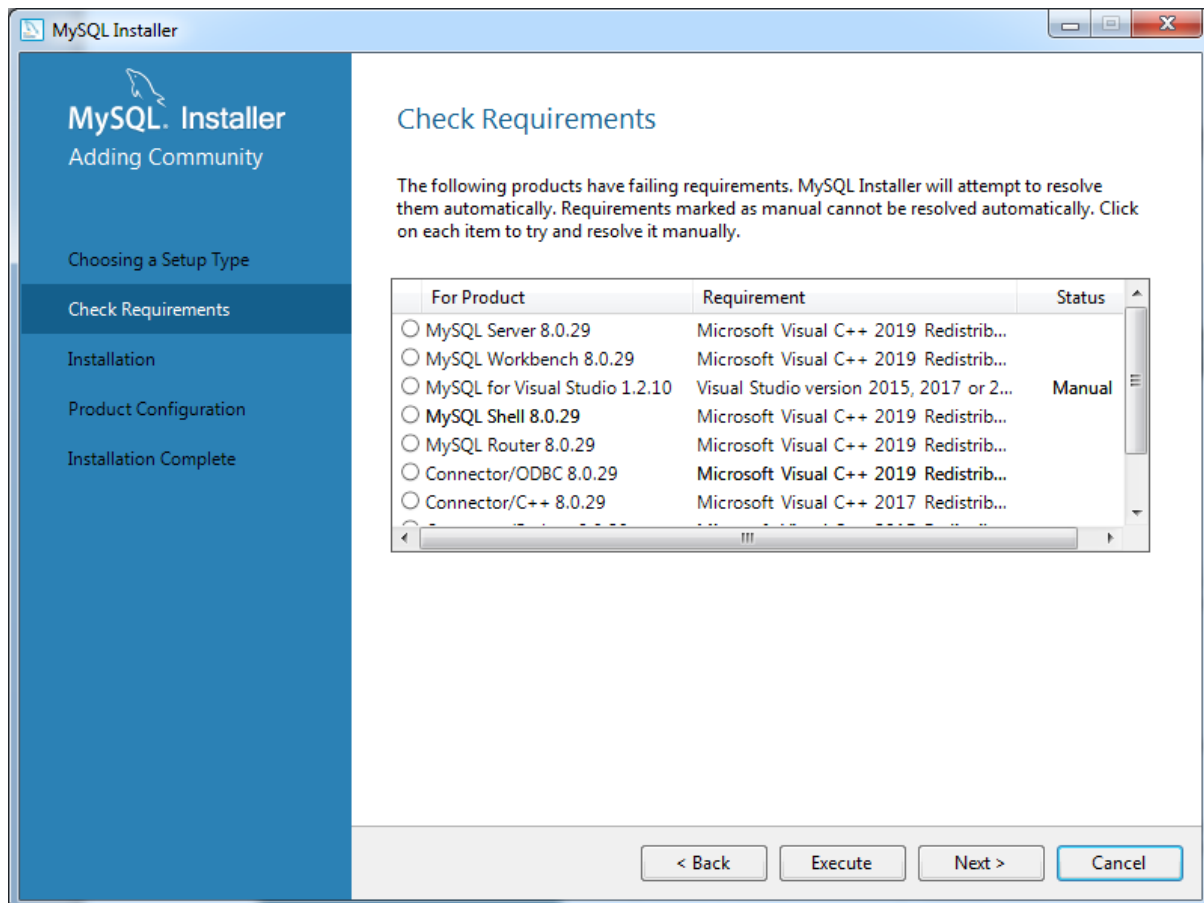 MySQL Installer
MySQL. Installer
Adding Community
Choosing a Setup Type
Check Requirements
Installation
Product Configuration
Installation Complete
Check Requirements
The following products have failing requirements. MySQL Installer will attempt to resolve
them automatically. Requirements marked as manual cannot be resolved automatically. Click
on each item to try and resolve it manually.
For Product Requirement Status
MySQL Server 8.0.29 Microsoft Visual C++ 2019 Redistrib...
MySQL Workbench 8.0.29 Microsoft Visual C++ 2019 Redistrib...
MySQL for Visual Studio 1.2.10 Visual Studio version 2015, 2017 or 2... Manual
MySQL Shell 8.0.29 Microsoft Visual C++ 2019 Redistrib...
MySQL Router 8.0.29 Microsoft Visual C++ 2019 Redistrib...
Connector/ODBC 8.0.29 Microsoft Visual C++ 2019 Redistrib...
Connector/C++ 8.0.29 Microsoft Visual C++ 2017 Redistrib...
< Back Execute Next > Cancel